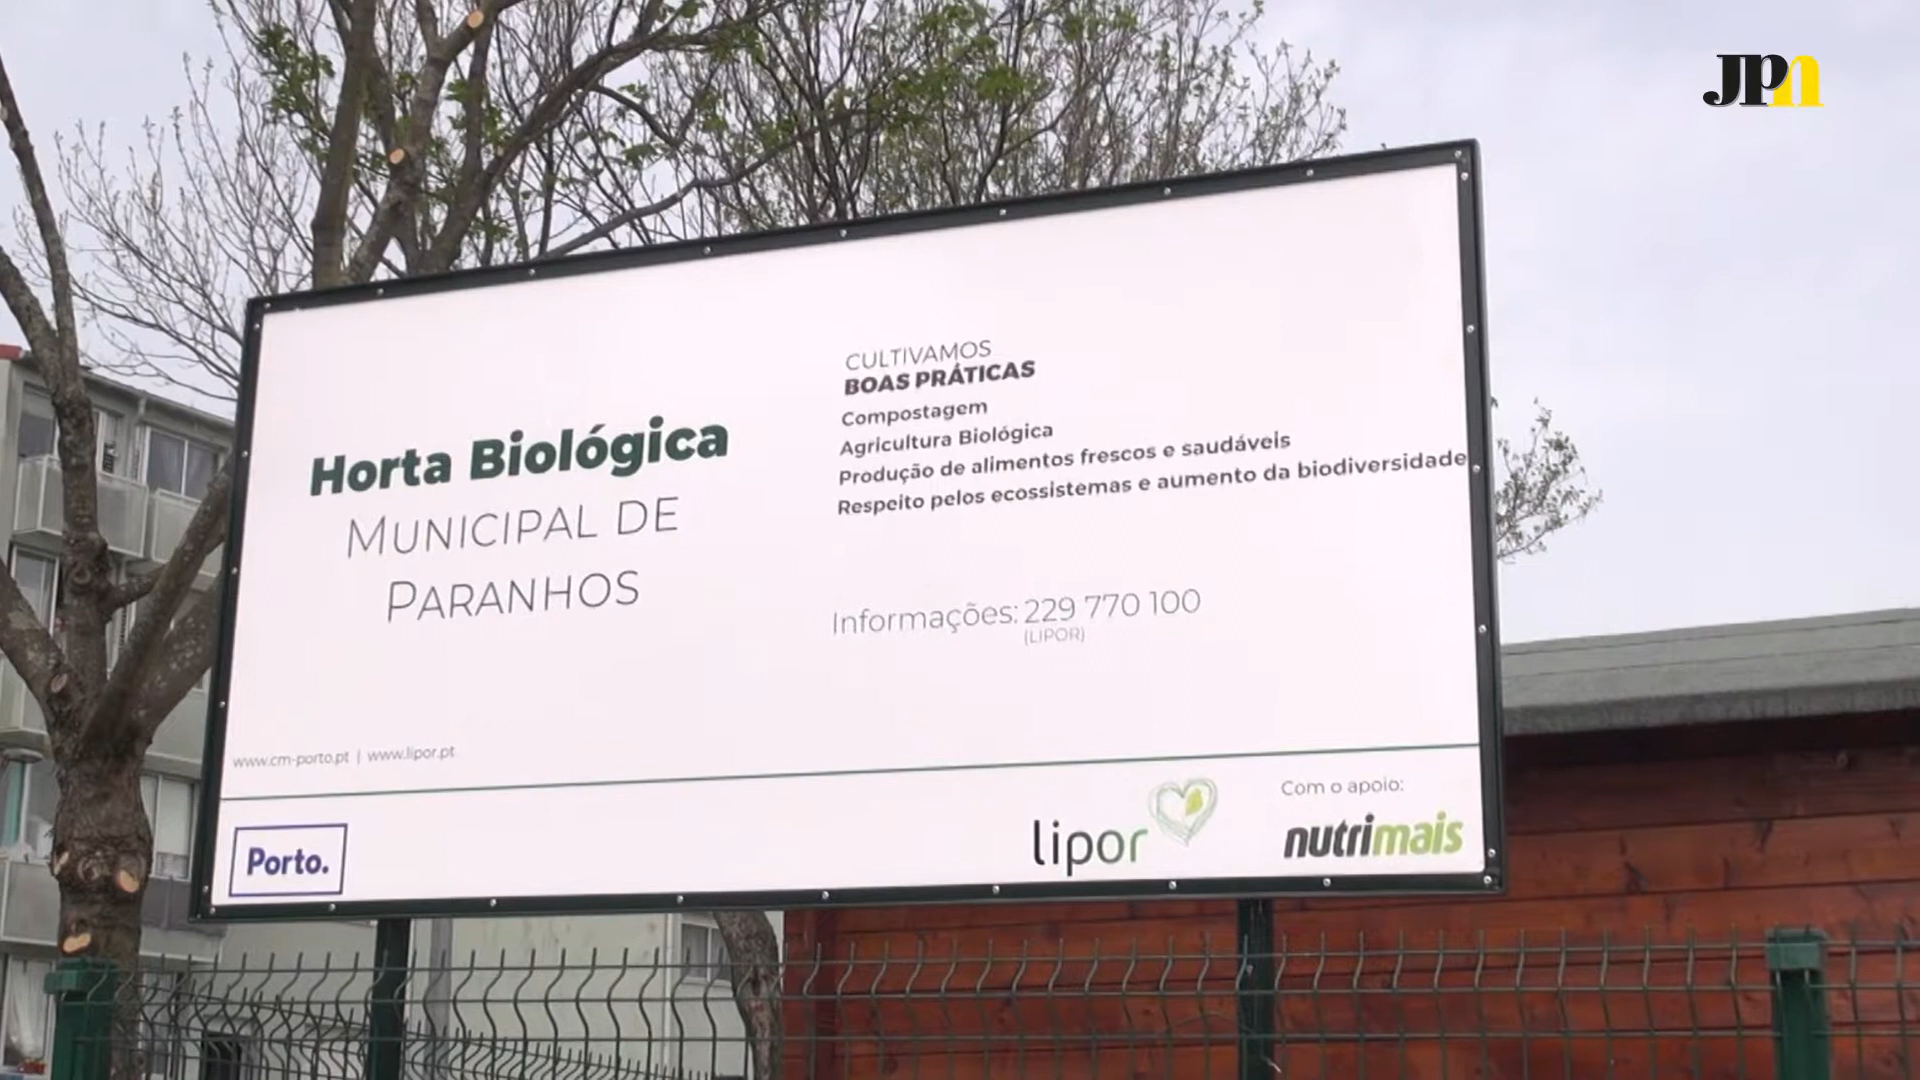 JPn
CULTIVAMOS
BOAS PRÁTICAS
Compostagem
Agricultura Biológica
Produção de alimentos frescos e saudáveis
Respeito pelos ecossistemas e aumento da biodiversidade
Horta Biológica
MUNICIPAL DE
PARANHOS
Informações: 229 770 100
(LIPOR)
www.cm-porto.pt | www.lipor.pt
Porto.
lipor
Com o apoio:
nutrimais